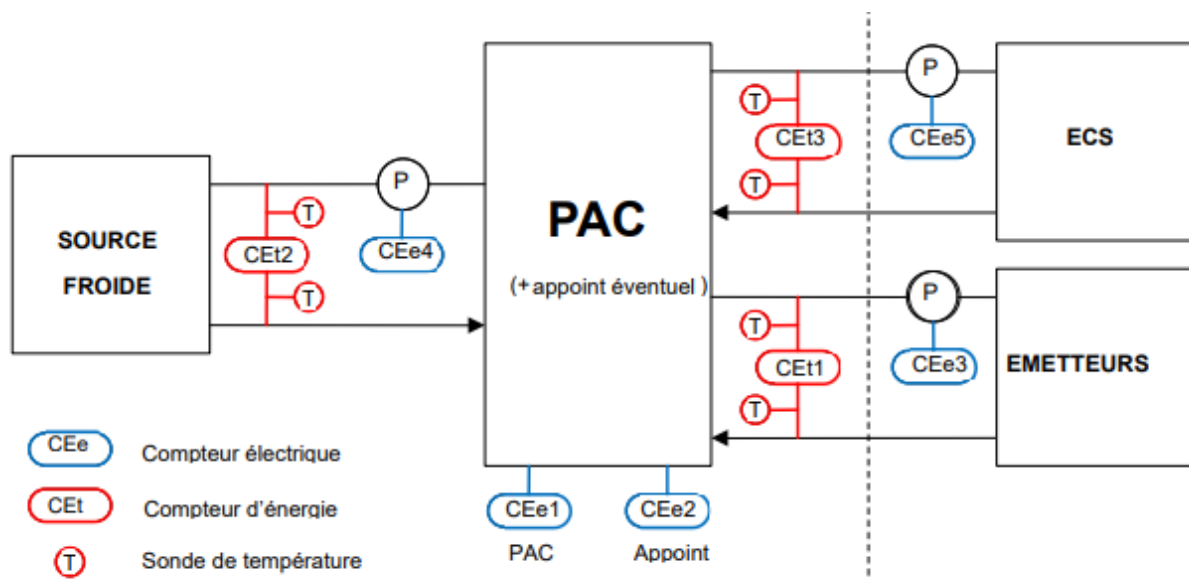 P
P
T
CEt3
CEe5
ECS
T
P
T
SOURCE
FROIDE
CEt2
CEe4
T
PAC
(+ appoint éventuel )
T
CEt1
CEe3
EMETTEURS
T
CEe
Compteur électrique
CEt
Compteur d'énergie
T
Sonde de température
CEe1
CEe2
PAC
Appoint